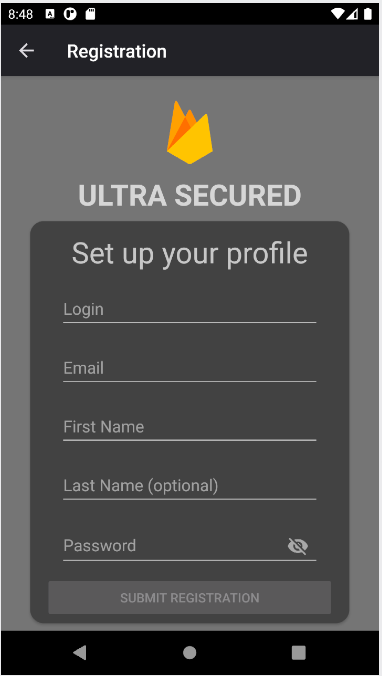 8:48
Registration
ULTRA SECURED
Set up your profile
Login
Email
First Name
Last Name (optional)
Password
SUBMIT REGISTRATION